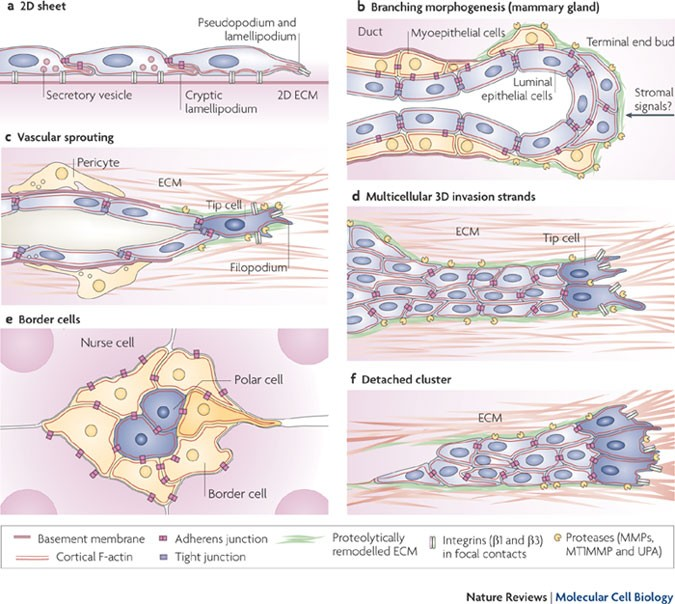 a 2D sheet
Pseudopodium and
lamellipodium
Secretory vesicle
Cryptic
lamellipodium
2D ECM
b Branching morphogenesis (mammary gland)
Duct
Myoepithelial cells
Terminal end bud
Luminal
epithelial cells
Stromal
signals?
c Vascular sprouting
Pericyte
ECM
Tip cell
Filopodium
d Multicellular 3D invasion strands
ECM
Tip cell
e Border cells
Nurse cell
Polar cell
Border cell
f Detached cluster
ECM
Basement membrane
Cortical F-actin
Adherens junction
Tight junction
Proteolytically
remodelled ECM
Integrins (β1 and β3)
in focal contacts
Proteases (MMPs,
MT1MMP and UPA)
Nature Reviews | Molecular Cell Biology